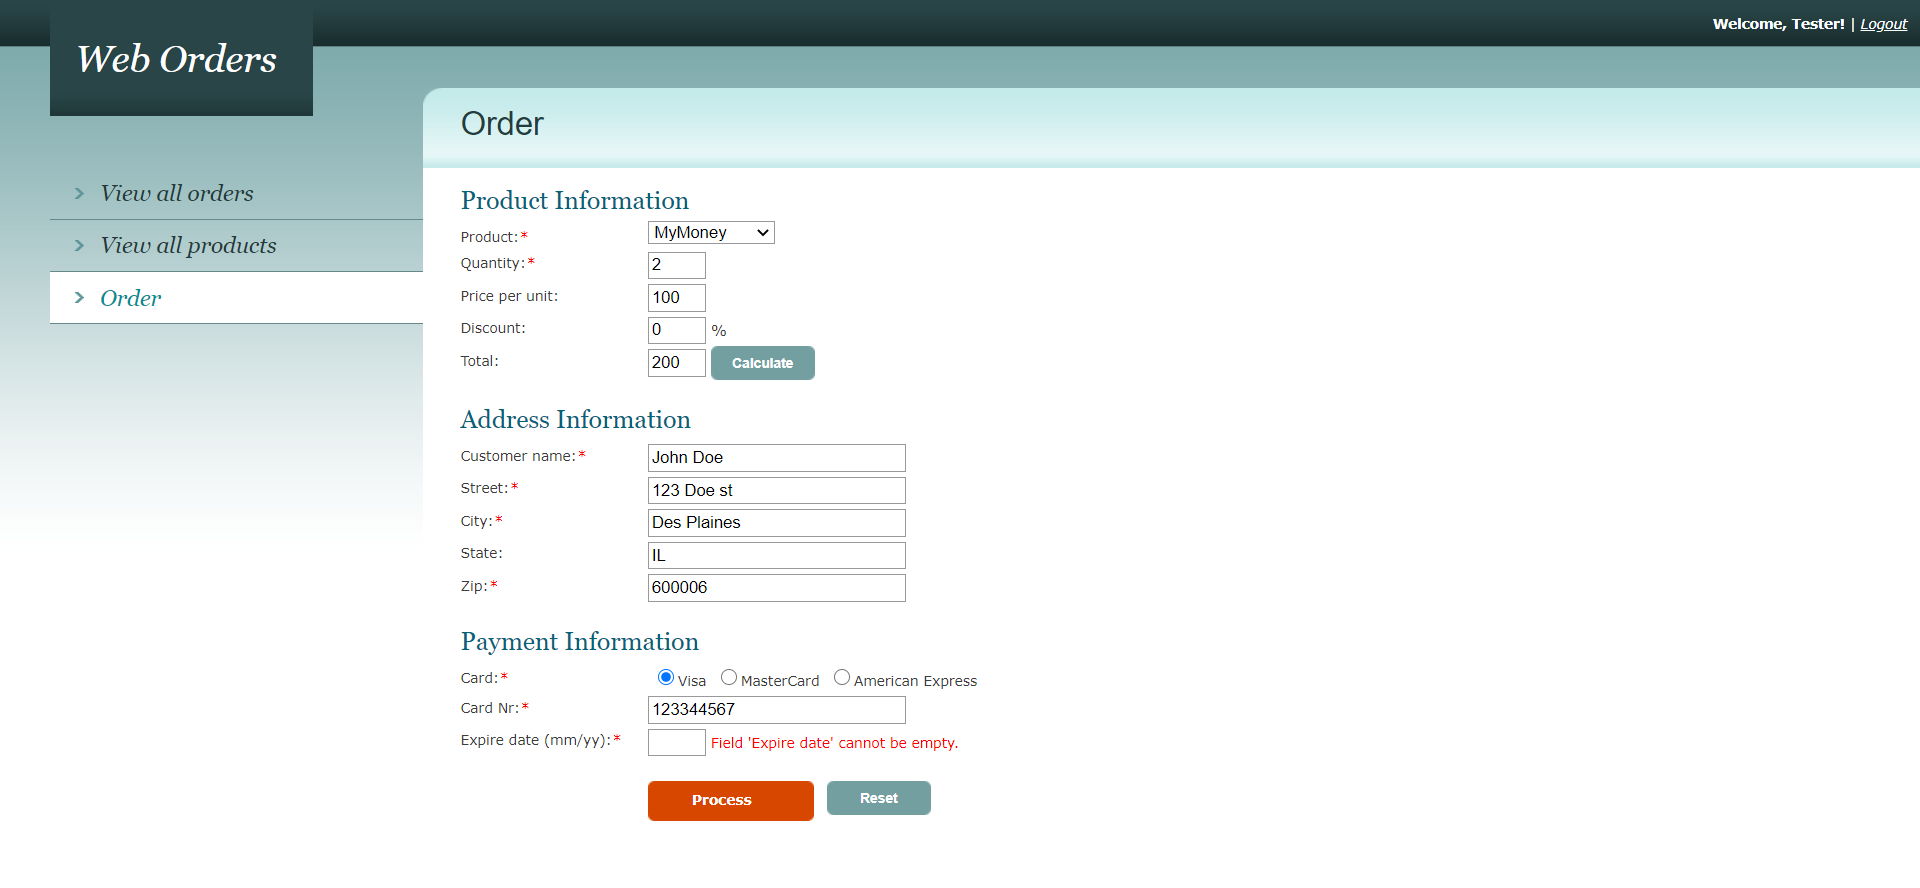 Welcome, Tester! | Logout
Web Orders
Order
View all orders
View all products
Order
Product Information
Product:* MyMoney
Quantity:* 2
Price per unit: 100
Discount: 0 %
Total: 200 Calculate
Address Information
Customer name:* John Doe
Street:* 123 Doe st
City:* Des Plaines
State: IL
Zip:* 600006
Payment Information
Card:* Visa MasterCard American Express
Card Nr:* 123344567
Expire date (mm/yy):* Field 'Expire date' cannot be empty.
Process Reset